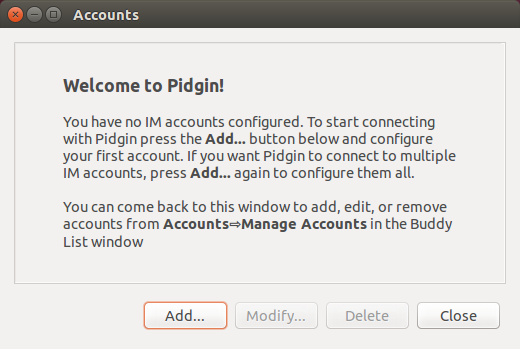 Accounts
Welcome to Pidgin!
You have no IM accounts configured. To start connecting
with Pidgin press the Add... button below and configure
your first account. If you want Pidgin to connect to multiple
IM accounts, press Add... again to configure them all.
You can come back to this window to add, edit, or remove
accounts from Accounts⇨Manage Accounts in the Buddy
List window
Add... Modify... Delete Close